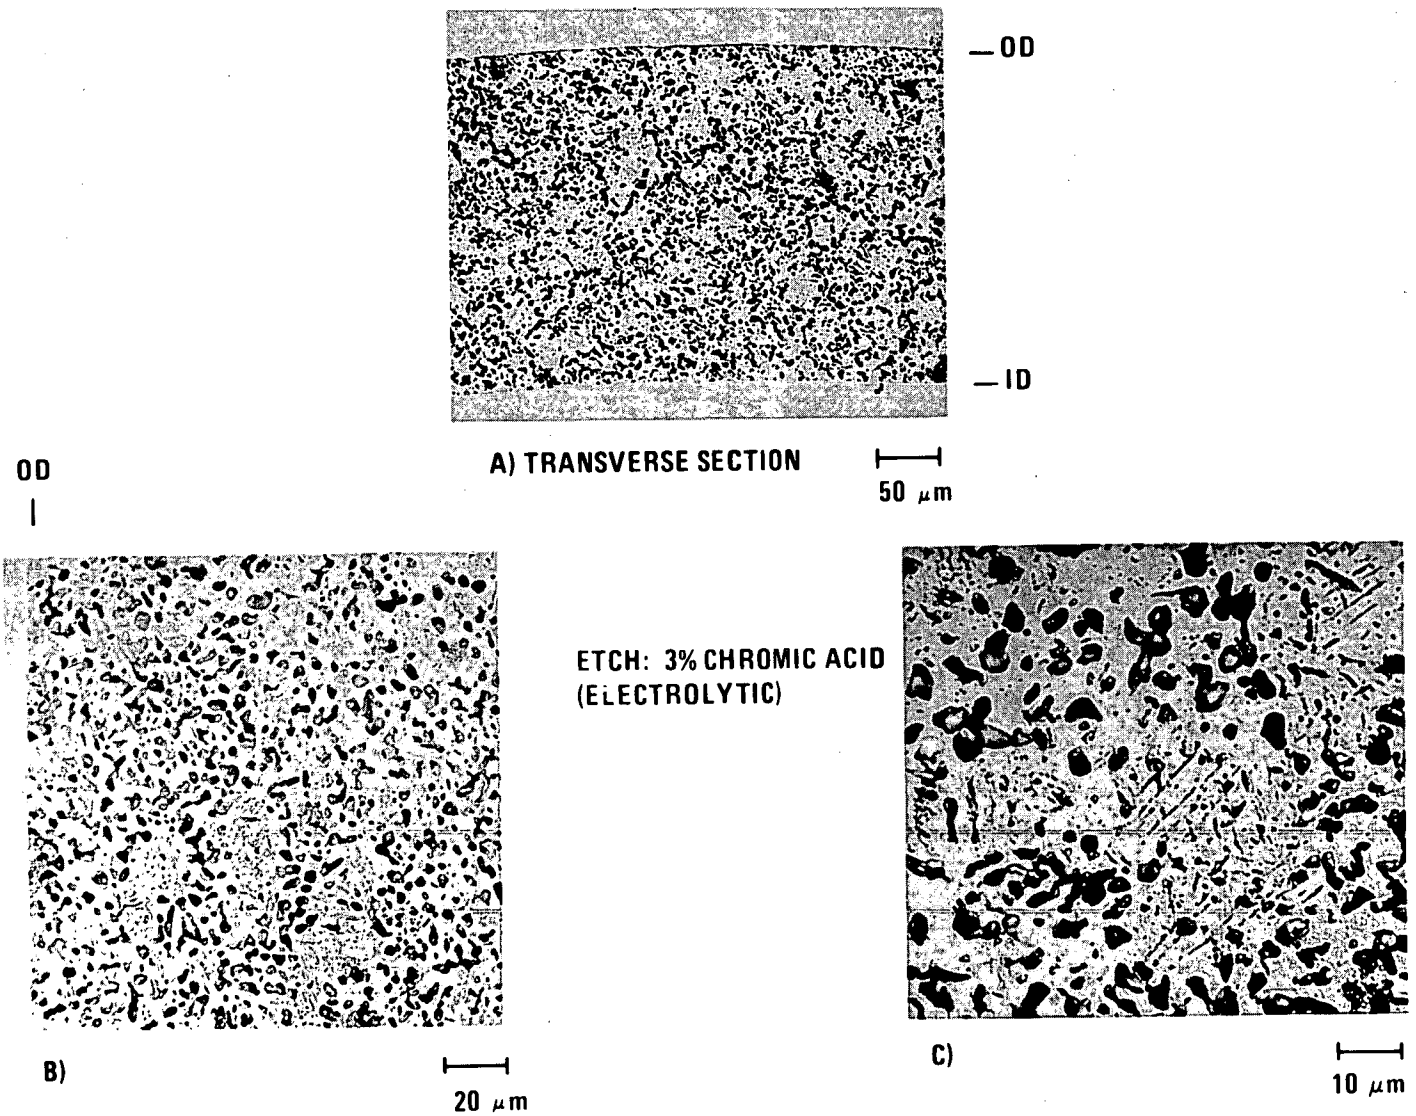 — OD
— ID
A) TRANSVERSE SECTION
50 μm
OD
ETCH: 3% CHROMIC ACID
(ELECTROLYTIC)
B)
20 μm
C)
10 μm